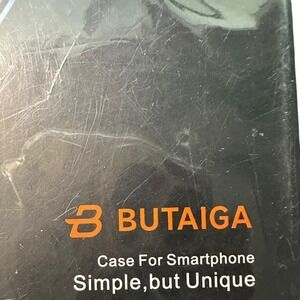 BUTAIGA
Case For Smartphone
Simple,but Unique